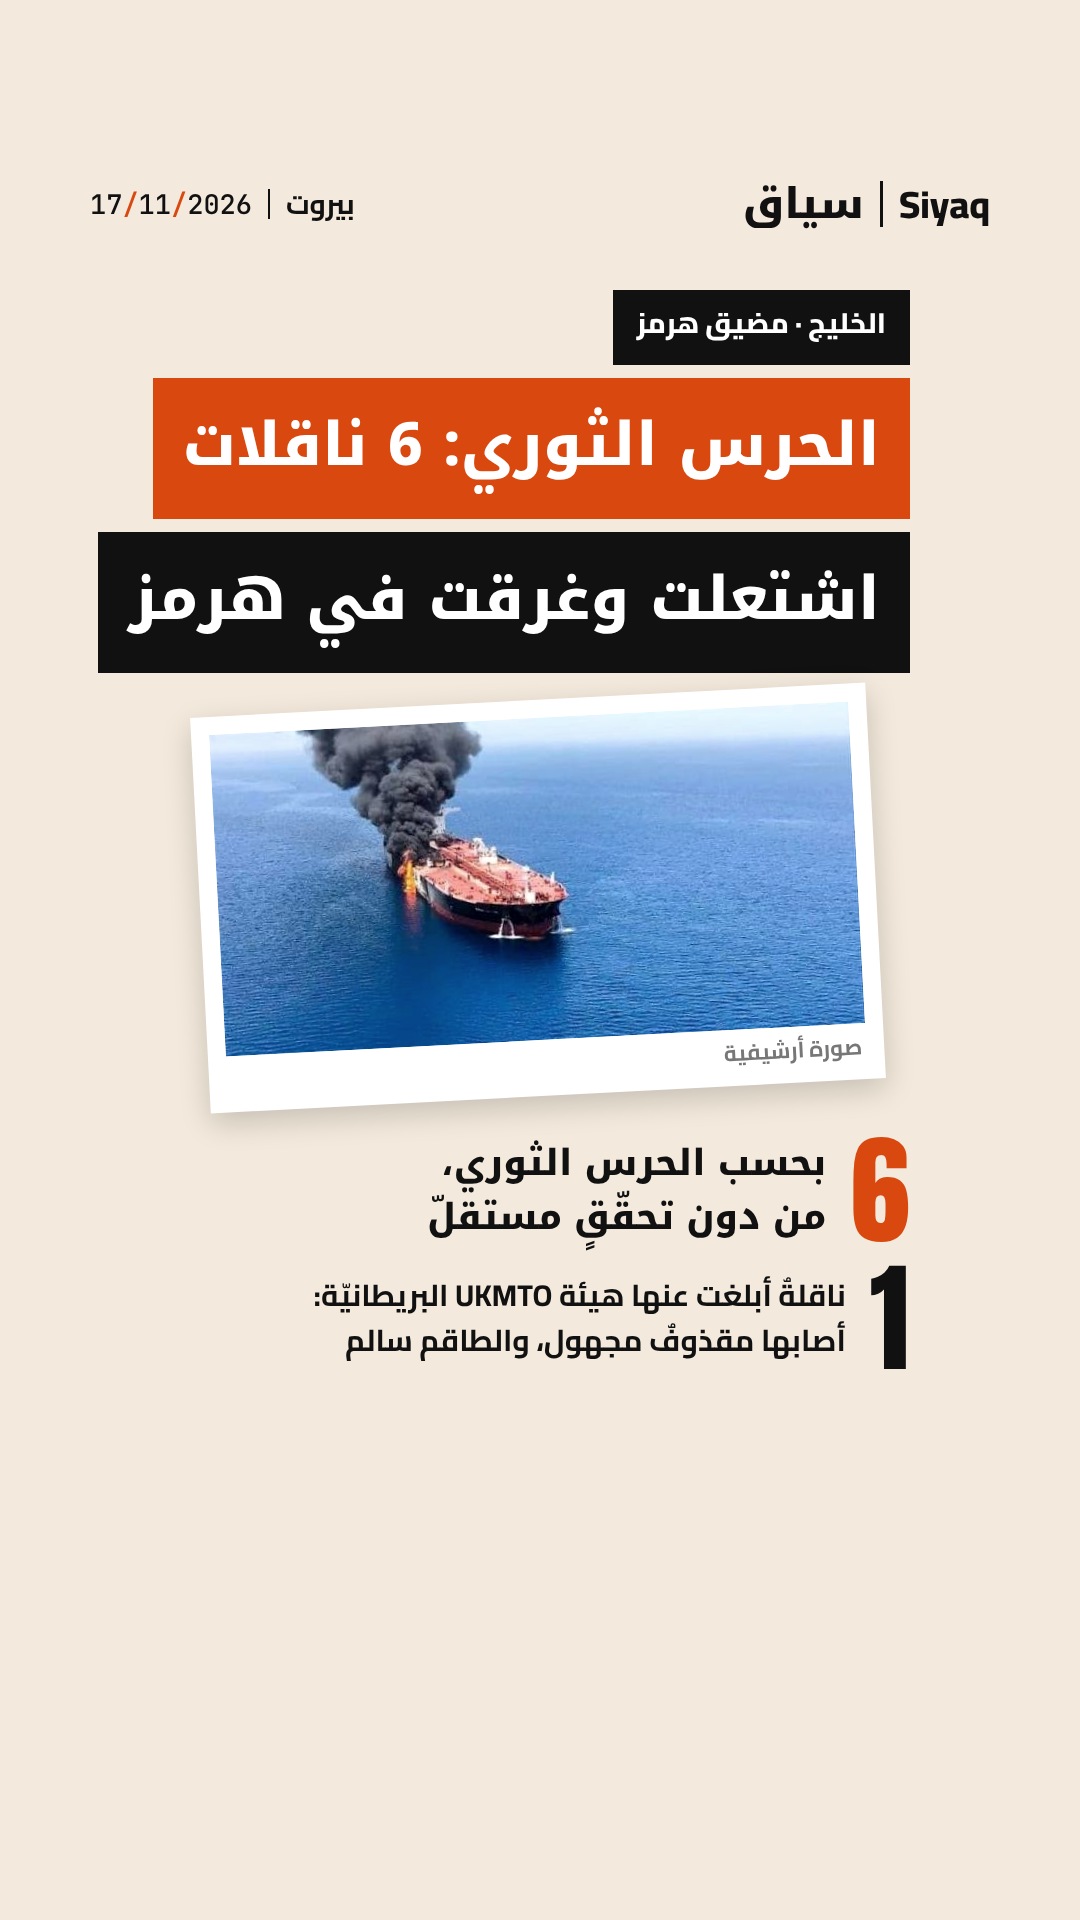 Siyaq | سياق
بيروت | 17/11/2026
الخليج · مضيق هرمز
الحرس الثوري: 6 ناقلات
اشتعلت وغرقت في هرمز
صورة أرشيفية
6
بحسب الحرس الثوري،
من دون تحقّقٍ مستقلّ
1
ناقلةٌ أبلغت عنها هيئة UKMTO البريطانيّة:
أصابها مقذوفٌ مجهول، والطاقم سالم